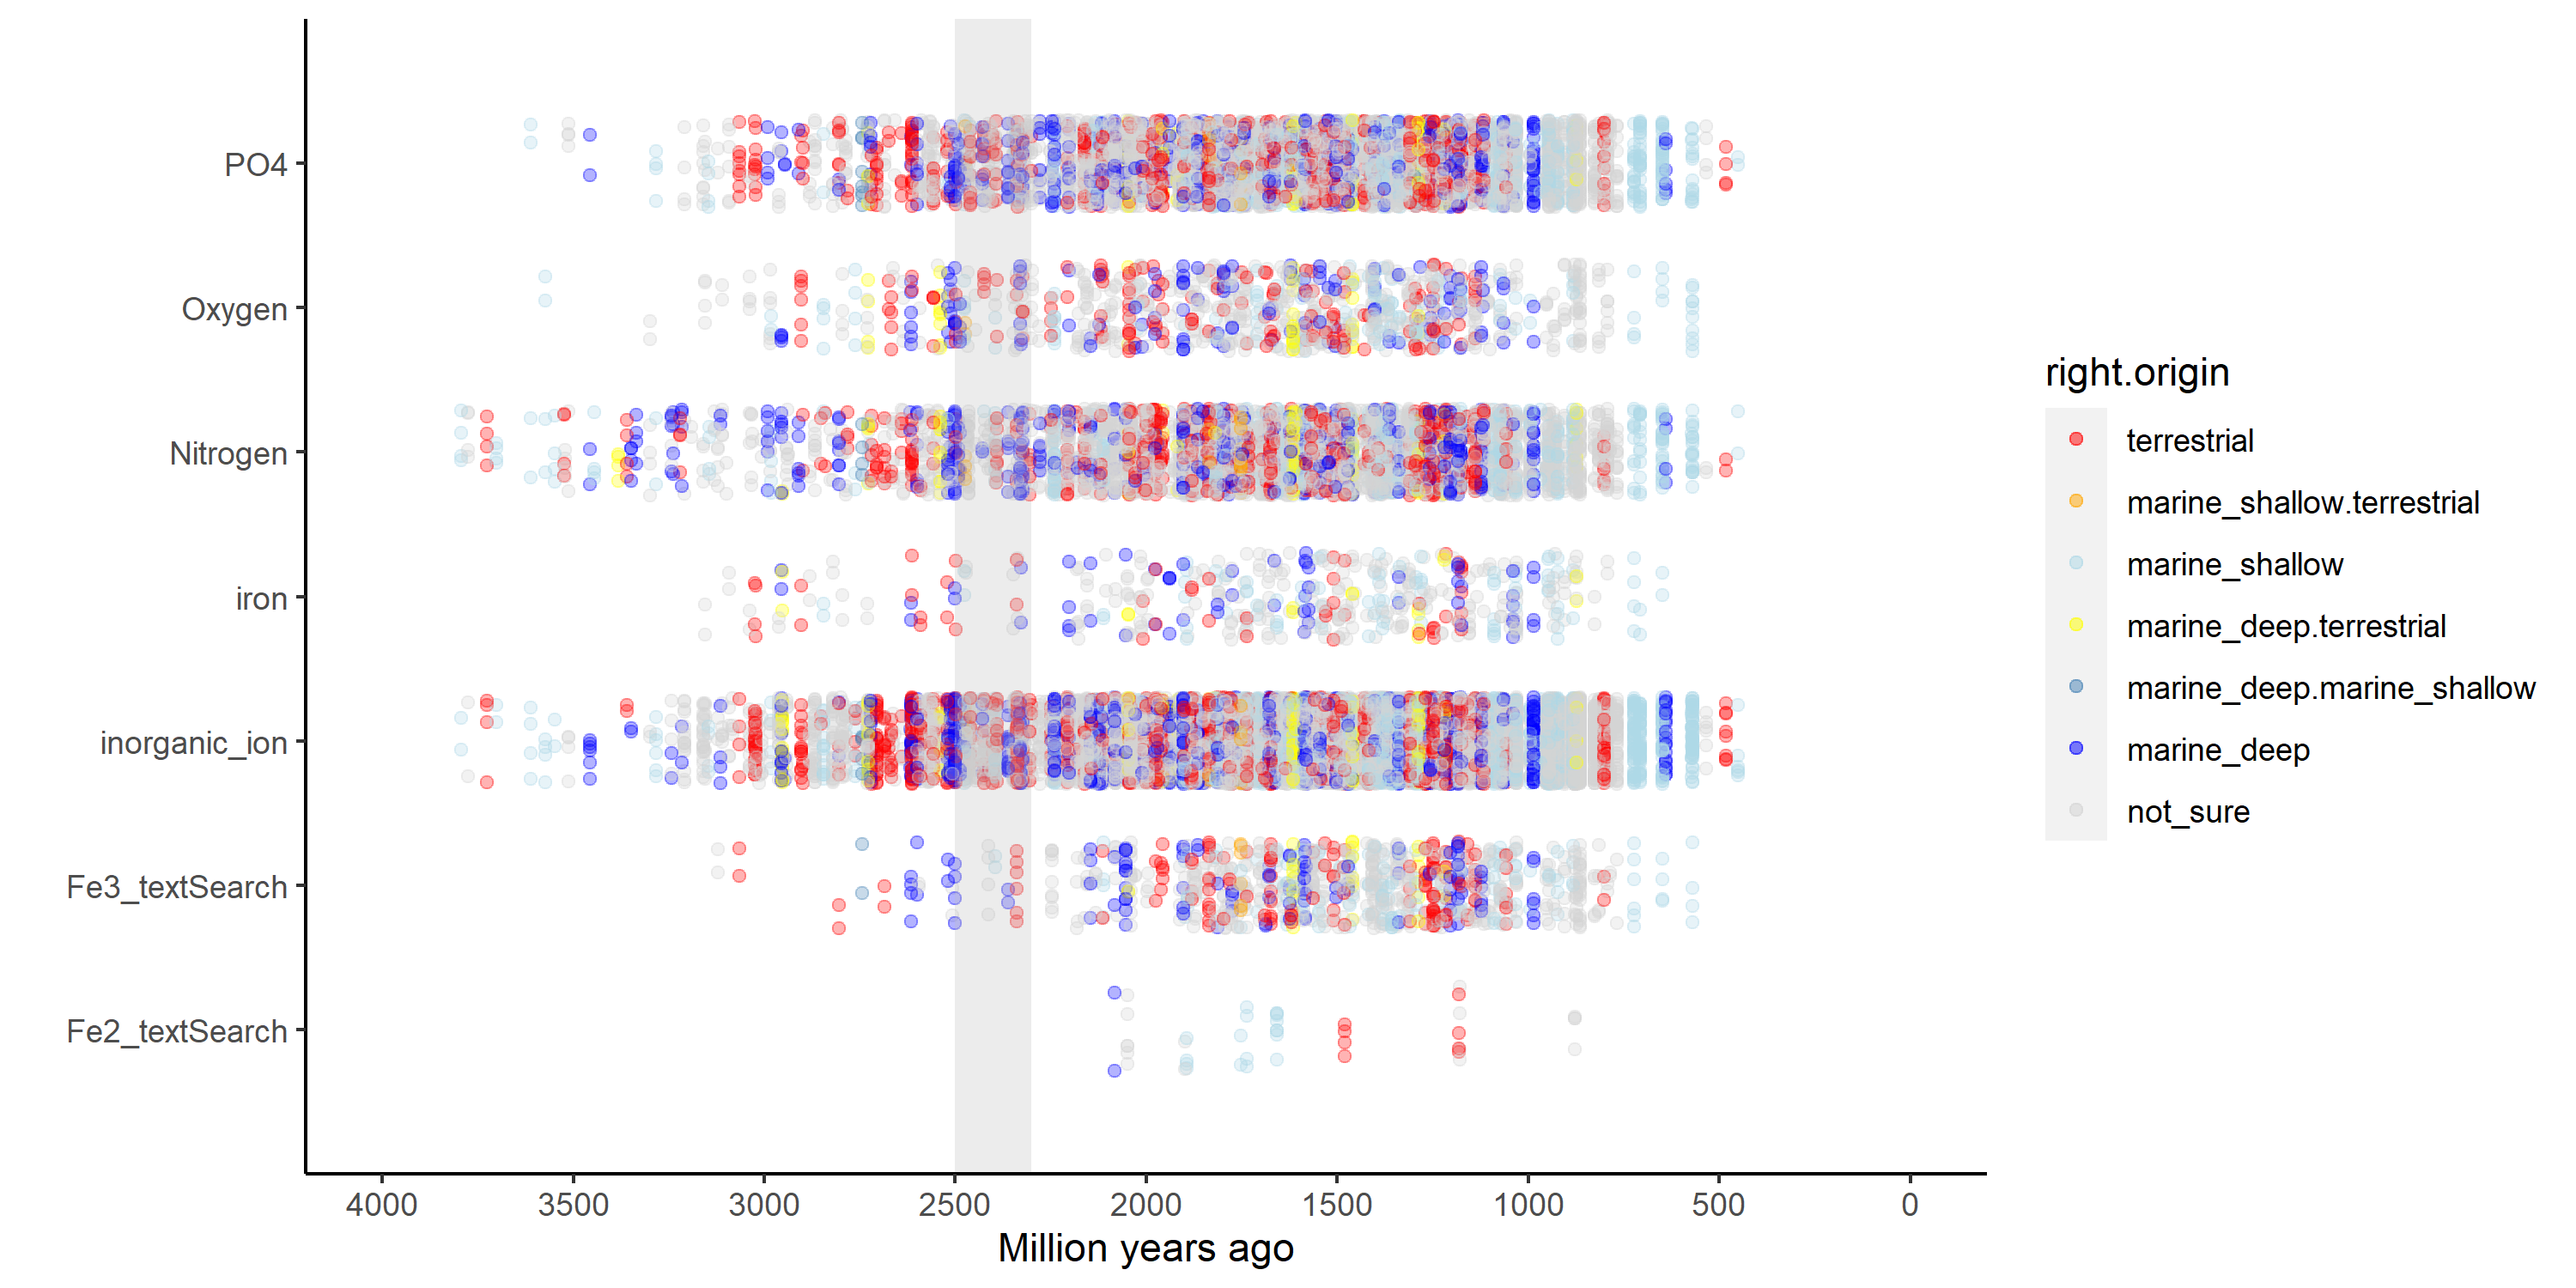 PO4
Oxygen
Nitrogen
iron
inorganic_ion
Fe3_textSearch
Fe2_textSearch
4000 3500 3000 2500 2000 1500 1000 500 0
Million years ago
right.origin
terrestrial
marine_shallow.terrestrial
marine_shallow
marine_deep.terrestrial
marine_deep.marine_shallow
marine_deep
not_sure